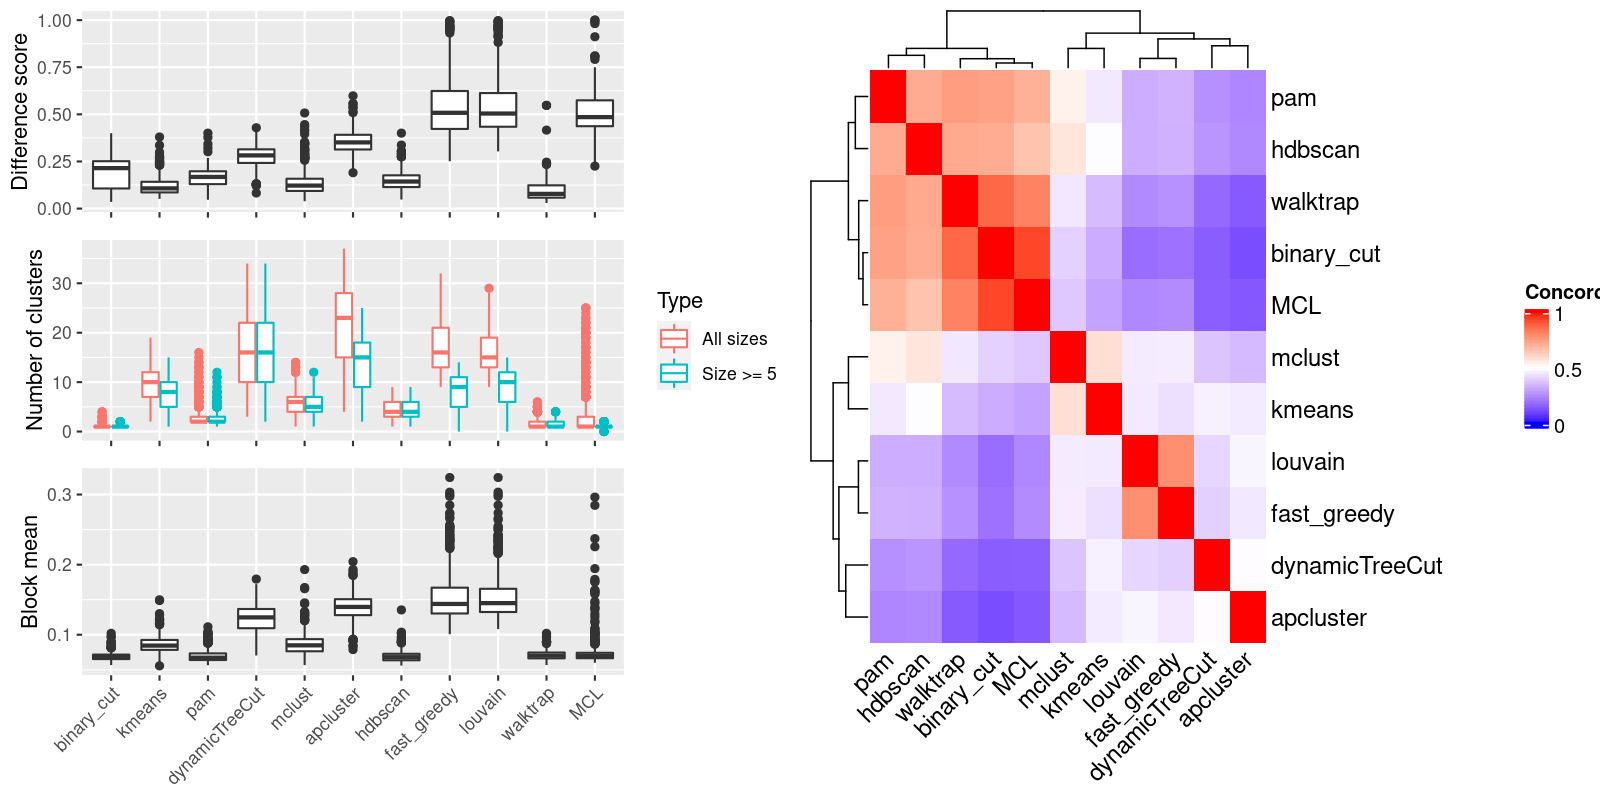 Difference score
1.00
0.75
0.50
0.25
0.00
Number of clusters
30
20
10
0
Block mean
0.3
0.2
0.1
binary_cut
kmeans
pam
dynamicTreeCut
mclust
apcluster
hdbscan
fast_greedy
louvain
walktrap
MCL
Type
All sizes
Size >= 5
pam
hdbscan
walktrap
binary_cut
MCL
mclust
kmeans
louvain
fast_greedy
dynamicTreeCut
apcluster
pam
hdbscan
walktrap
binary_cut
MCL
mclust
kmeans
louvain
fast_greedy
dynamicTreeCut
apcluster
Concord
1
0.5
0